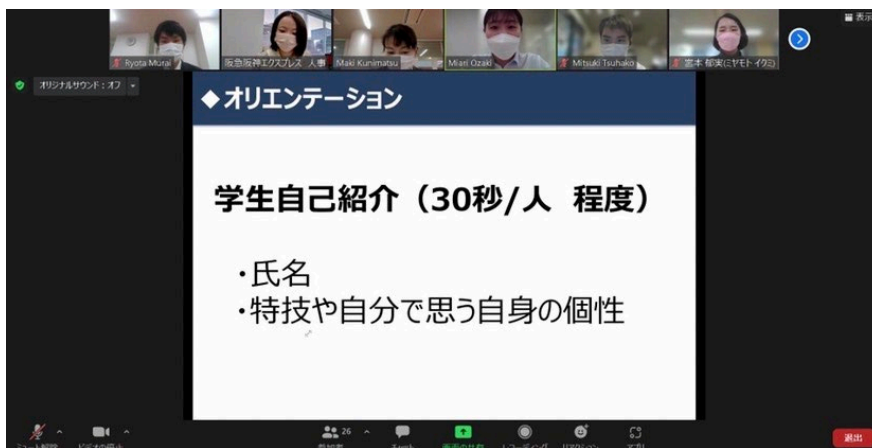 表示
Ryota Murai
阪急阪神エクスプレス 人事
Maki Kunimatsu
Miari Ozaki
Mitsuki Tsuhako
宮本 郁実(ミヤモト イクミ)
オリジナルサウンド：オフ
◆オリエンテーション
学生自己紹介（30秒/人 程度）
・氏名
・特技や自分で思う自身の個性
26
退出